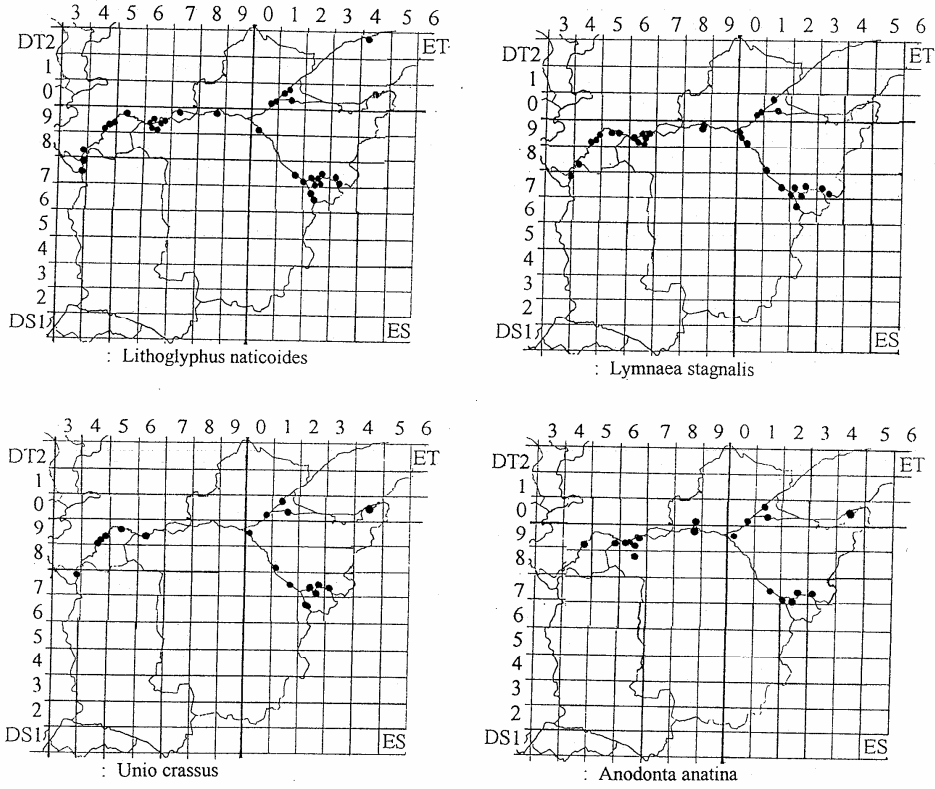 3 4 5 6 7 8 9 0 1 2 3 4 5 6
DT2 ET
1
0
9
8
7
6
5
4
3
2
DS1 ES
: Lithoglyphus naticoides
3 4 5 6 7 8 9 0 1 2 3 4 5 6
DT2 ET
1
0
9
8
7
6
5
4
3
2
DS1 ES
: Lymnaea stagnalis
3 4 5 6 7 8 9 0 1 2 3 4 5 6
DT2 ET
1
0
9
8
7
6
5
4
3
2
DS1 ES
: Unio crassus
3 4 5 6 7 8 9 0 1 2 3 4 5 6
DT2 ET
1
0
9
8
7
6
5
4
3
2
DS1 ES
: Anodonta anatina